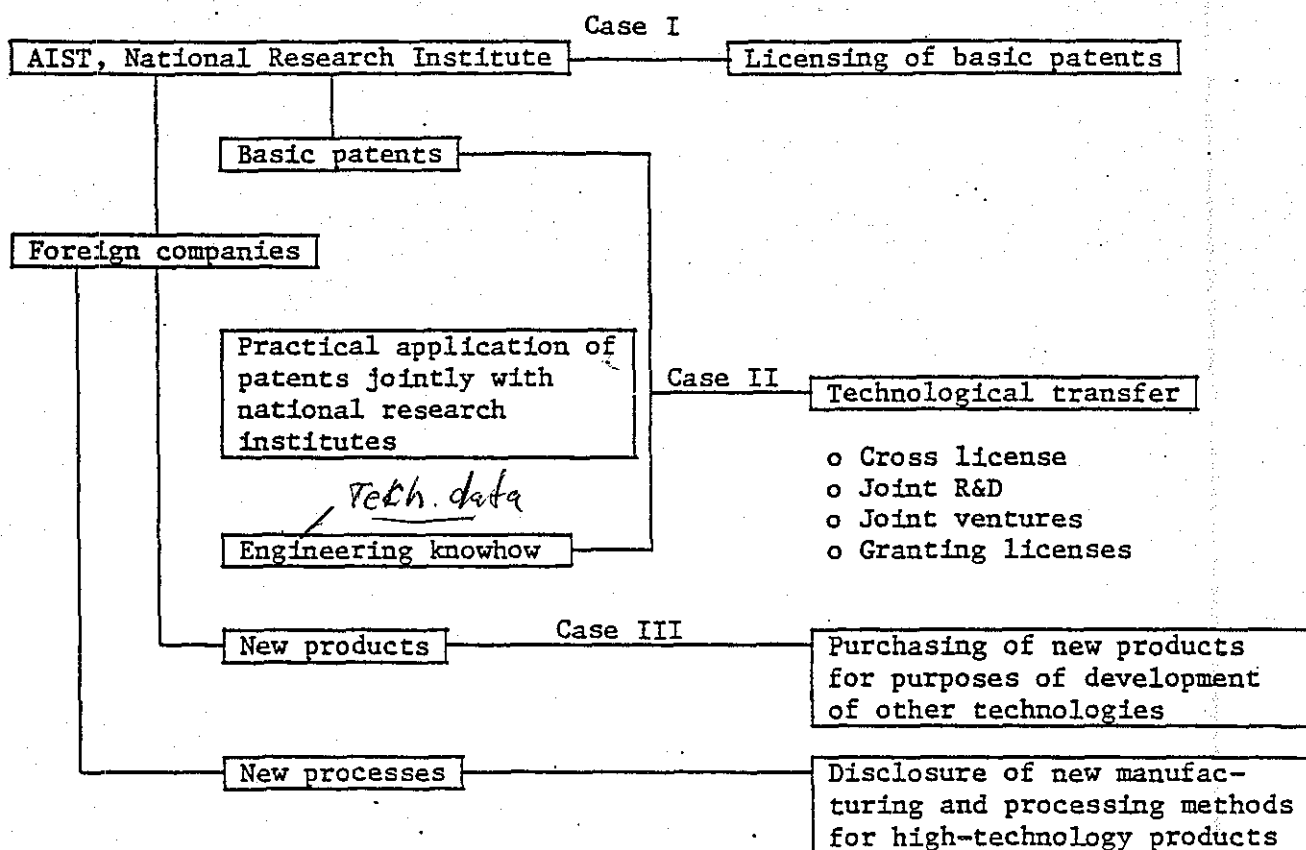 Case I
AIST, National Research Institute
Licensing of basic patents
Basic patents
Foreign companies
Practical application of
patents jointly with
national research
institutes
Case II
Technological transfer
o Cross license
o Joint R&D
o Joint ventures
o Granting licenses
Tech. data
Engineering knowhow
New products
Case III
Purchasing of new products
for purposes of development
of other technologies
New processes
Disclosure of new manufac-
turing and processing methods
for high-technology products